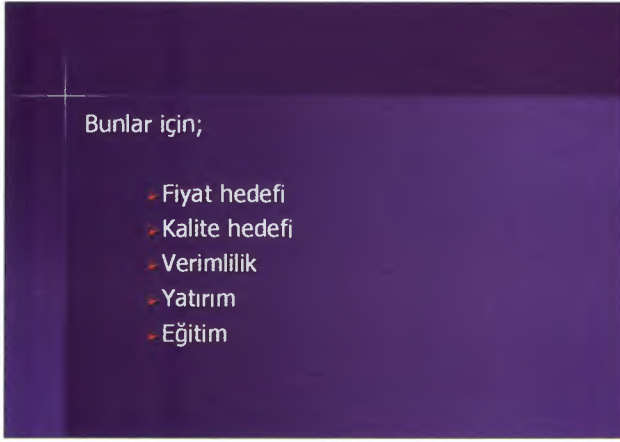 Bunlar için;
Fiyat hedefi
Kalite hedefi
Verimlilik
Yatırım
Eğitim